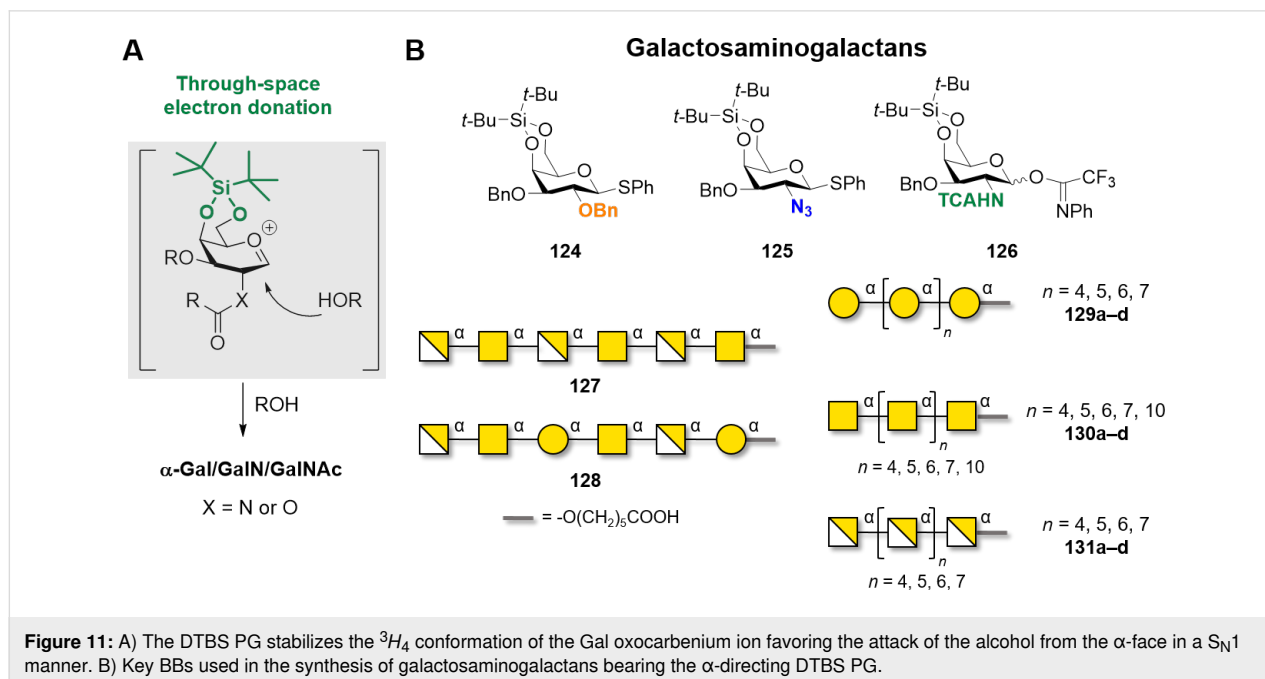 A
Through-space
electron donation
Si
O
O
O
⊕
RO
R
X
HOR
O
ROH
α-Gal/GalN/GalNAc
X = N or O
B
Galactosaminogalactans
t-Bu
t-Bu
Si
O
O
O
BnO
SPh
OBn
124
t-Bu
t-Bu
Si
O
O
O
BnO
SPh
N3
125
t-Bu
t-Bu
Si
O
O
O
O
CF3
BnO
TCAHN
NPh
126
α α α α α α
127
α α α α α α
128
= -O(CH2)5COOH
α α α
n
n = 4, 5, 6, 7
129a–d
α α α
n
n = 4, 5, 6, 7, 10
130a–d
n = 4, 5, 6, 7, 10
α α α
n
n = 4, 5, 6, 7
131a–d
n = 4, 5, 6, 7
Figure 11: A) The DTBS PG stabilizes the 3H4 conformation of the Gal oxocarbenium ion favoring the attack of the alcohol from the α-face in a SN1
manner. B) Key BBs used in the synthesis of galactosaminogalactans bearing the α-directing DTBS PG.